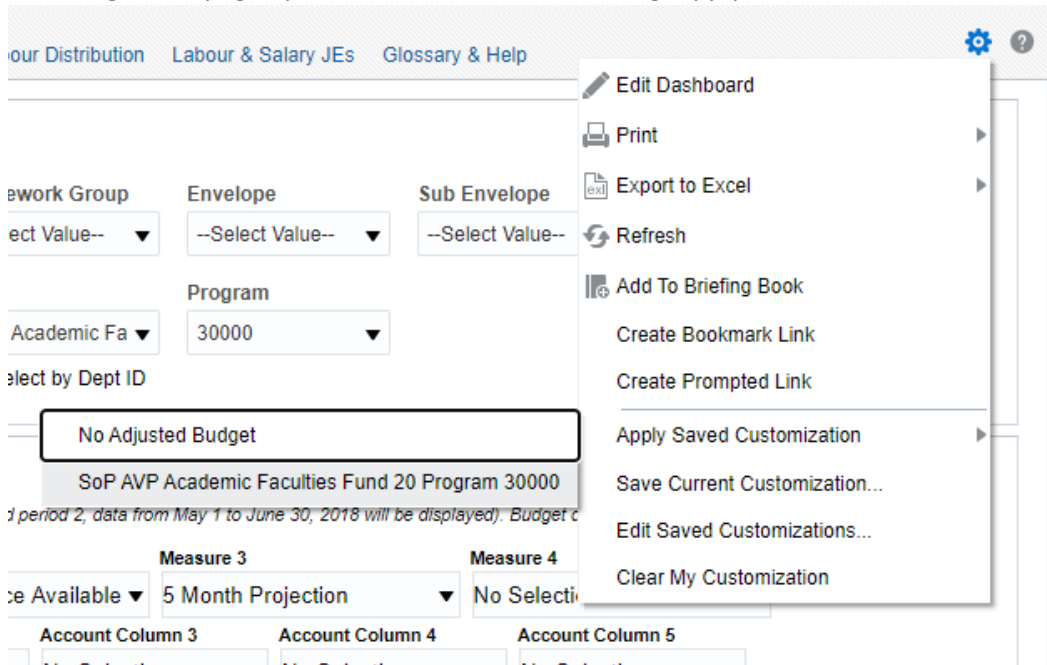 our Distribution Labour & Salary JEs Glossary & Help
Edit Dashboard
Print
ework Group Envelope Sub Envelope
Export to Excel
ect Value-- --Select Value-- --Select Value--
Refresh
Program
Add To Briefing Book
Academic Fa 30000
Create Bookmark Link
elect by Dept ID
Create Prompted Link
No Adjusted Budget
Apply Saved Customization
SoP AVP Academic Faculties Fund 20 Program 30000
Save Current Customization...
d period 2, data from May 1 to June 30, 2018 will be displayed). Budget
Edit Saved Customizations...
Measure 3 Measure 4
Clear My Customization
ce Available 5 Month Projection No Selecti
Account Column 3 Account Column 4 Account Column 5